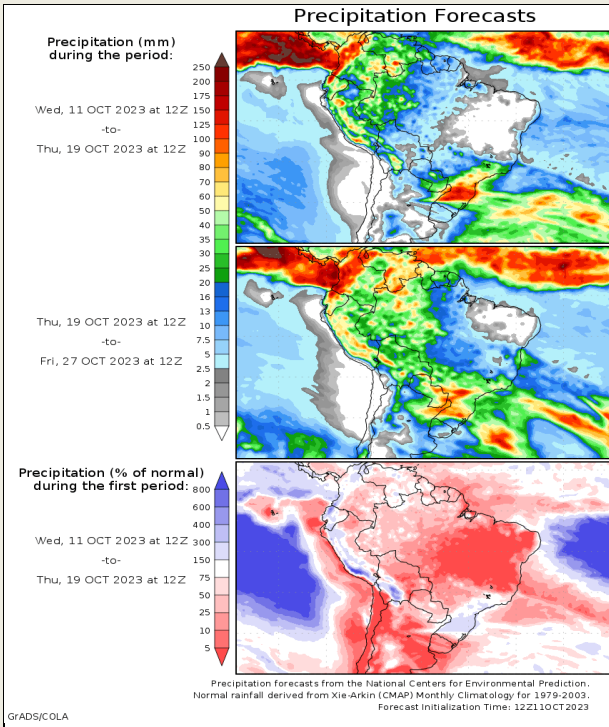 Precipitation Forecasts
Precipitation (mm)
during the period:
Wed, 11 OCT 2023 at 12Z
-to-
Thu, 19 OCT 2023 at 12Z
250
200
175
150
125
100
90
80
70
60
50
40
35
30
25
20
16
13
10
7.5
5
2.5
2
1.5
1
0.5
Thu, 19 OCT 2023 at 12Z
-to-
Fri, 27 OCT 2023 at 12Z
Precipitation (% of normal)
during the first period:
Wed, 11 OCT 2023 at 12Z
-to-
Thu, 19 OCT 2023 at 12Z
800
600
400
300
150
75
50
25
10
5
Precipitation forecasts from the National Centers for Environmental Prediction.
Normal rainfall derived from Xie-Arkin (CMAP) Monthly Climatology for 1979-2003.
Forecast Initialization Time: 12Z11OCT2023
GrADS/COLA